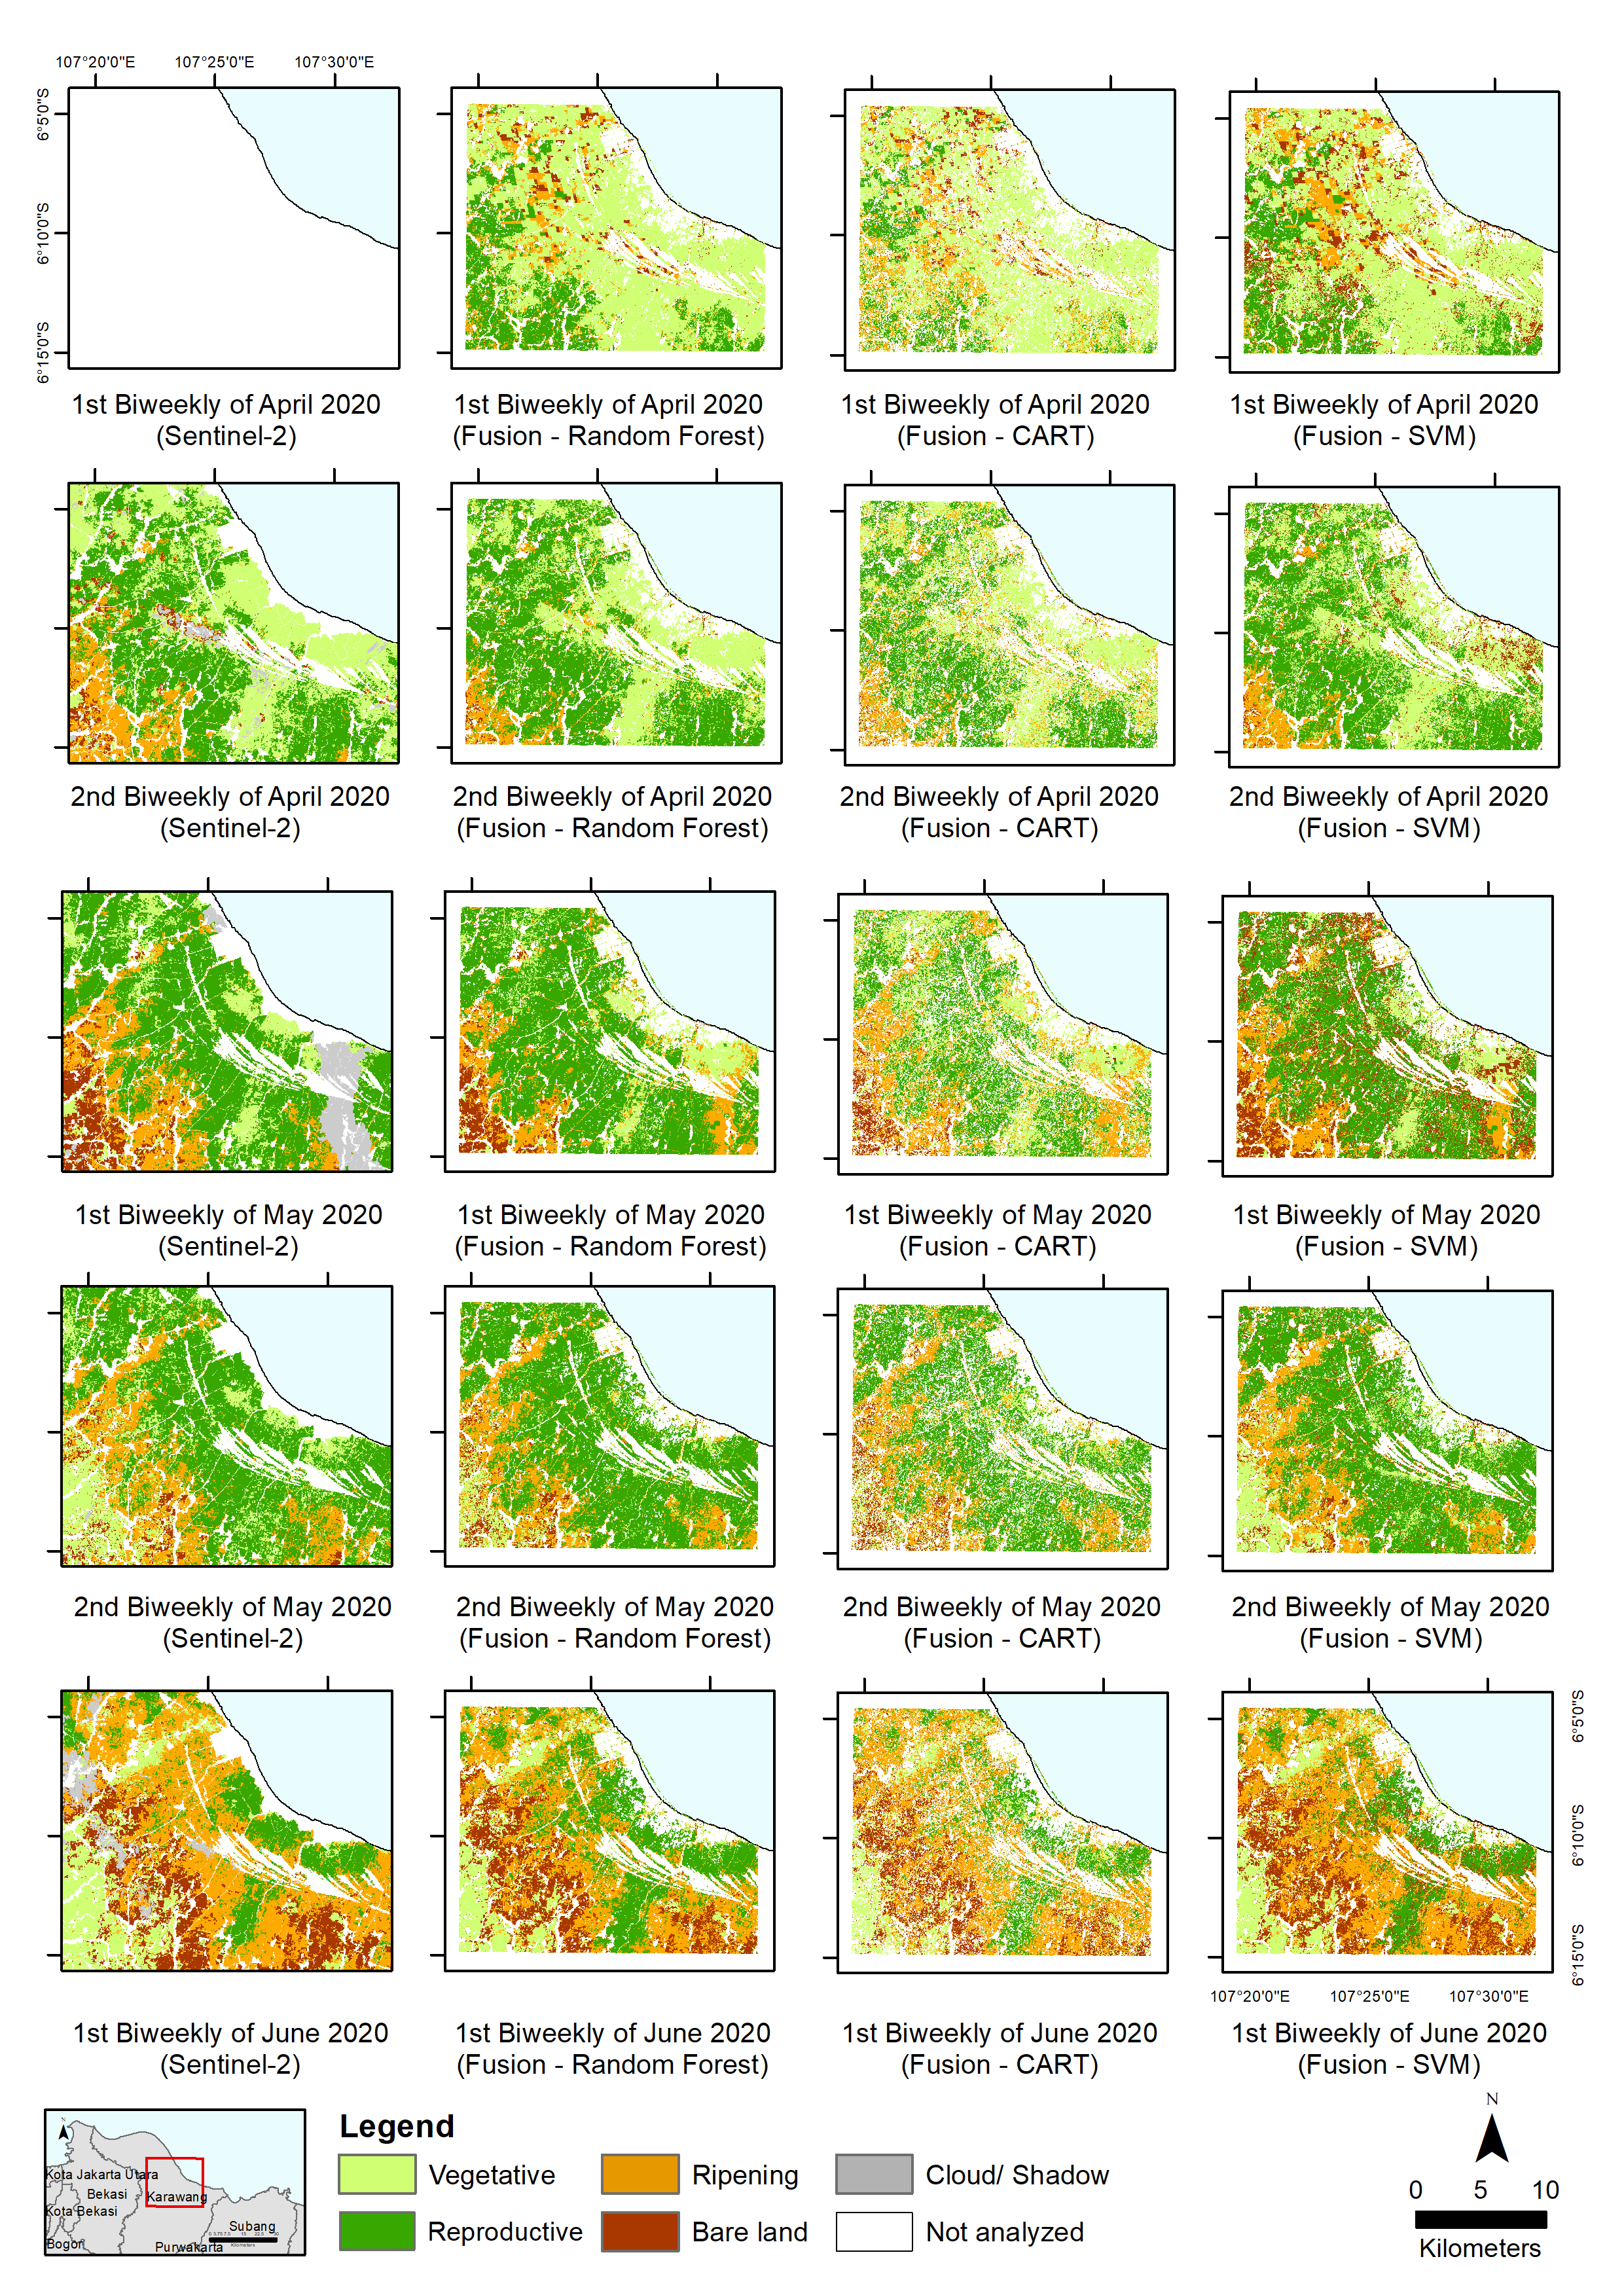 107°20'0"E 107°25'0"E 107°30'0"E
6°5'0"S
6°10'0"S
6°15'0"S
1st Biweekly of April 2020
(Sentinel-2)
1st Biweekly of April 2020
(Fusion - Random Forest)
1st Biweekly of April 2020
(Fusion - CART)
1st Biweekly of April 2020
(Fusion - SVM)
2nd Biweekly of April 2020
(Sentinel-2)
2nd Biweekly of April 2020
(Fusion - Random Forest)
2nd Biweekly of April 2020
(Fusion - CART)
2nd Biweekly of April 2020
(Fusion - SVM)
1st Biweekly of May 2020
(Sentinel-2)
1st Biweekly of May 2020
(Fusion - Random Forest)
1st Biweekly of May 2020
(Fusion - CART)
1st Biweekly of May 2020
(Fusion - SVM)
2nd Biweekly of May 2020
(Sentinel-2)
2nd Biweekly of May 2020
(Fusion - Random Forest)
2nd Biweekly of May 2020
(Fusion - CART)
2nd Biweekly of May 2020
(Fusion - SVM)
6°5'0"S
6°10'0"S
6°15'0"S
107°20'0"E 107°25'0"E 107°30'0"E
1st Biweekly of June 2020
(Sentinel-2)
1st Biweekly of June 2020
(Fusion - Random Forest)
1st Biweekly of June 2020
(Fusion - CART)
1st Biweekly of June 2020
(Fusion - SVM)
N
Kota Jakarta Utara
Bekasi
Karawang
Kota Bekasi
Subang
Kilometers
Bogor
Purwakarta
Legend
Vegetative
Ripening
Cloud/ Shadow
Reproductive
Bare land
Not analyzed
N
0 5 10
Kilometers